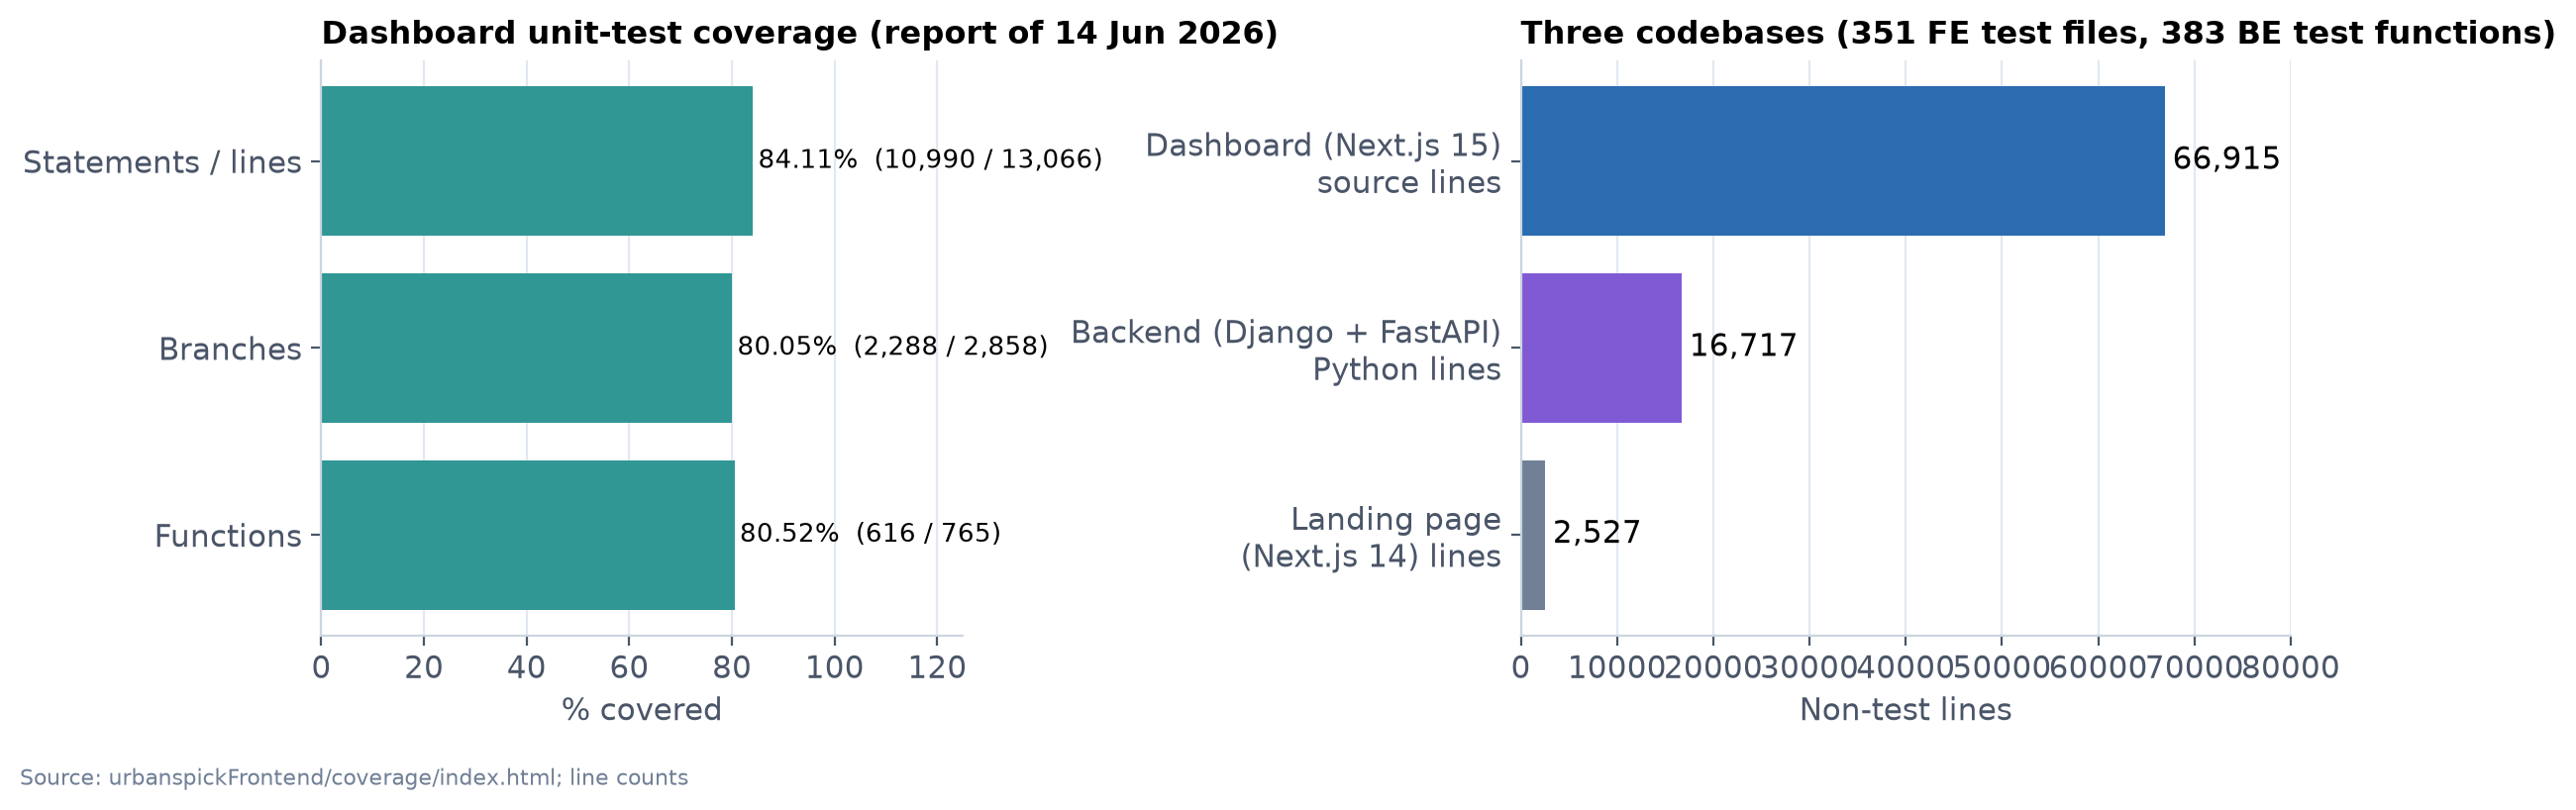 Dashboard unit-test coverage (report of 14 Jun 2026)
Statements / lines
84.11%  (10,990 / 13,066)
Branches
80.05%  (2,288 / 2,858)
Functions
80.52%  (616 / 765)
0 20 40 60 80 100 120
% covered
Three codebases (351 FE test files, 383 BE test functions)
Dashboard (Next.js 15)
source lines
66,915
Backend (Django + FastAPI)
Python lines
16,717
Landing page
(Next.js 14) lines
2,527
0 10000 20000 30000 40000 50000 60000 70000 80000
Non-test lines
Source: urbanspickFrontend/coverage/index.html; line counts